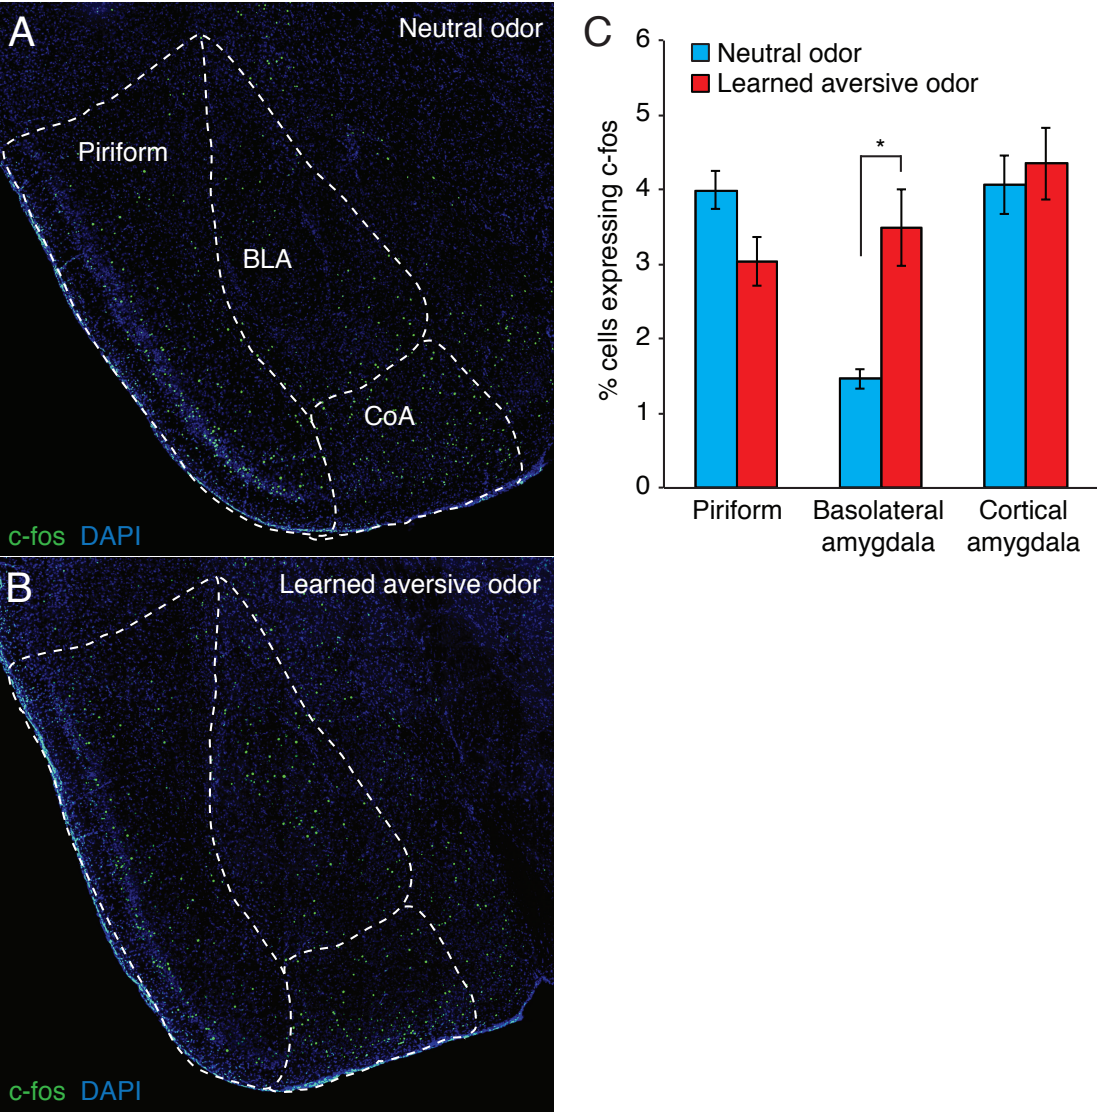 A
Neutral odor
Piriform
BLA
CoA
c-fos DAPI
B
Learned aversive odor
c-fos DAPI
C
Neutral odor
Learned aversive odor
% cells expressing c-fos
6
5
4
3
2
1
0
*
Piriform
Basolateral
amygdala
Cortical
amygdala